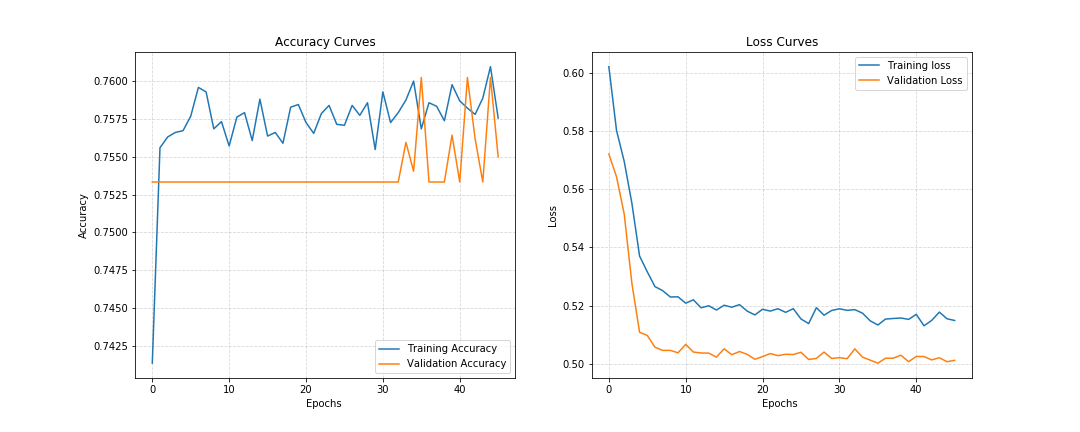 Accuracy Curves
0.7600
0.7575
0.7550
0.7525
0.7500
0.7475
0.7450
0.7425
Accuracy
0
10
20
30
40
Epochs
Training Accuracy
Validation Accuracy
Loss Curves
0.60
0.58
0.56
0.54
0.52
0.50
Loss
0
10
20
30
40
Epochs
Training loss
Validation Loss